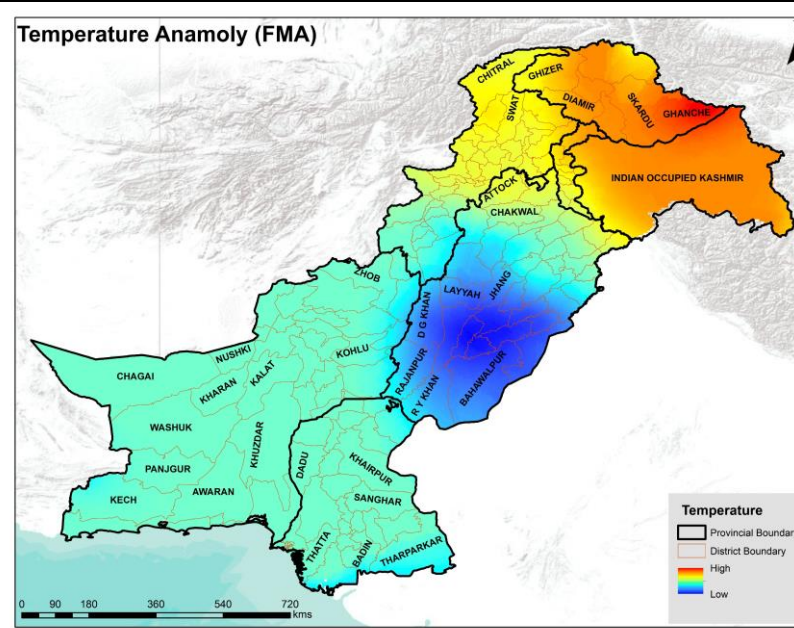 Temperature Anamoly (FMA)
CHITRAL
GHIZER
DIAMIR
SWAT
SKARDU
GHANCHE
INDIAN OCCUPIED KASHMIR
ATTOCK
CHAKWAL
ZHOB
LAYYAH
JHANG
D G KHAN
KOHLU
RAJANPUR
R Y KHAN
BAHAWALPUR
NUSHKI
CHAGAI
KHARAN
KALAT
WASHUK
KHUZDAR
DADU
KHAIRPUR
PANJGUR
SANGHAR
KECH
AWARAN
THATTA
BADIN
THARPARKAR
Temperature
Provincial Boundar
District Boundary
High
Low
0 90 180 360 540 720
kms